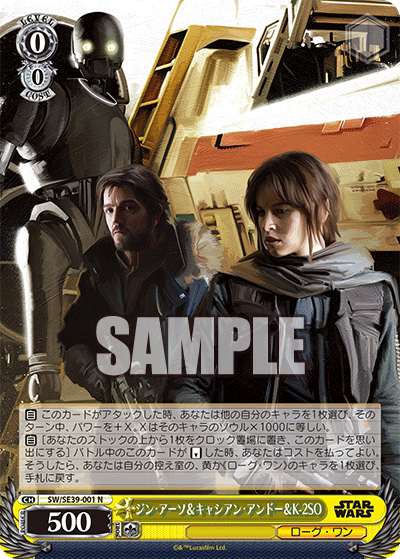 LEVEL
0
0
COST
SAMPLE
自 このカードがアタックした時、あなたは他の自分のキャラを1枚選び、その
ターン中、パワーを+X。Xはそのキャラのソウル×1000に等しい。
自 [あなたのストックの上から1枚をクロック置場に置き、このカードを思い
出にする] バトル中のこのカードが した時、あなたはコストを払ってよい。
そうしたら、あなたは自分の控え室の、黄か《ローグ・ワン》のキャラを1枚選び、
手札に戻す。
CH SW/SE39-001 N
500
ジン・アーソ&キャシアン・アンドー&K-2SO
STAR WARS
ローグ・ワン
©&™Lucasfilm Ltd.